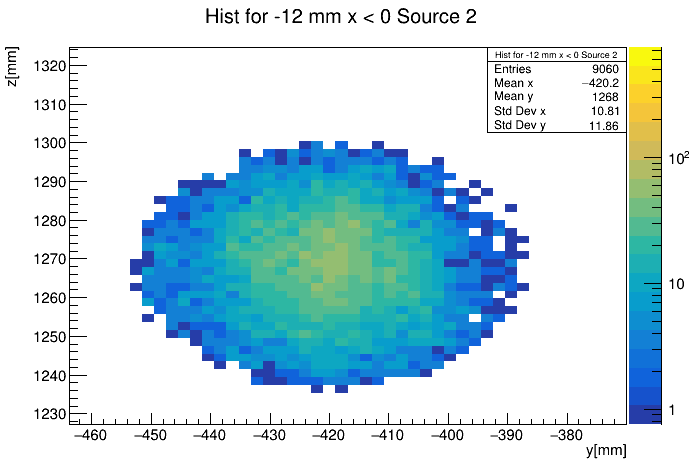 Hist for -12 mm x < 0 Source 2
z[mm]
1320
1310
1300
1290
1280
1270
1260
1250
1240
1230
−460 −450 −440 −430 −420 −410 −400 −390 −380
y[mm]
Hist for -12 mm x < 0 Source 2
Entries 9060
Mean x −420.2
Mean y 1268
Std Dev x 10.81
Std Dev y 11.86
10²
10
1